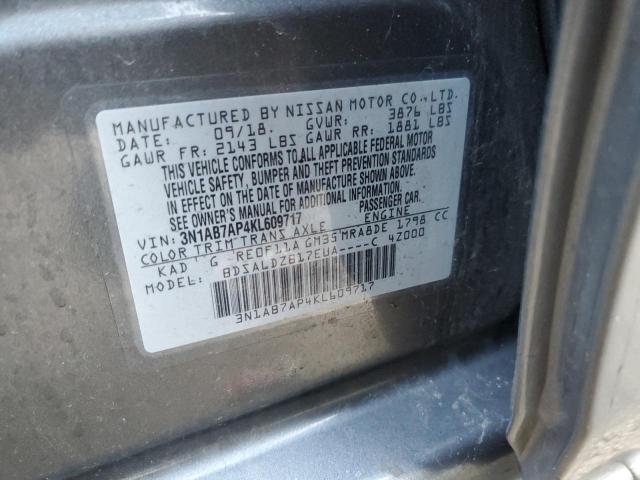 MANUFACTURED BY NISSAN MOTOR CO.,LTD.
DATE: 09/18. GVWR: 3876 LBS
GAWR FR: 2143 LBS GAWR RR: 1881 LBS
THIS VEHICLE CONFORMS TO ALL APPLICABLE FEDERAL MOTOR
VEHICLE SAFETY, BUMPER AND THEFT PREVENTION STANDARDS
IN EFFECT ON THE DATE OF MANUFACTURE SHOWN ABOVE.
SEE OWNER'S MANUAL FOR ADDITIONAL INFORMATION.
VIN: 3N1AB7AP4KL609717 PASSENGER CAR.
COLOR TRIM TRANS AXLE ENGINE
KAD G RE0F11A GM35 MRA8DE 1798 CC
BDSALDZB17EUA----C 42000
3N1AB7AP4KL609717